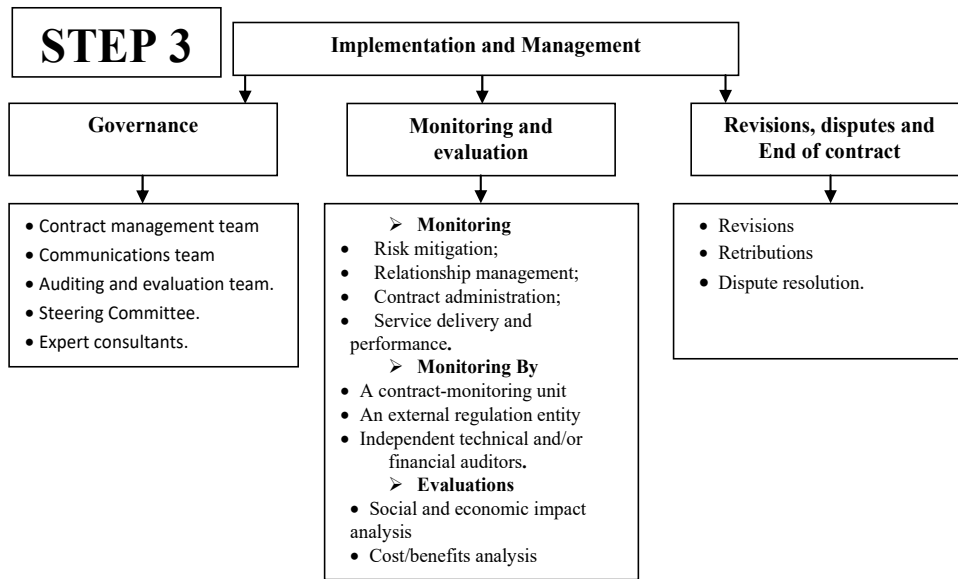 STEP 3
Implementation and Management
Governance
• Contract management team
• Communications team
• Auditing and evaluation team.
• Steering Committee.
• Expert consultants.
Monitoring and
evaluation
➢ Monitoring
• Risk mitigation;
• Relationship management;
• Contract administration;
• Service delivery and
performance.
➢ Monitoring By
• A contract-monitoring unit
• An external regulation entity
• Independent technical and/or
financial auditors.
➢ Evaluations
• Social and economic impact
analysis
• Cost/benefits analysis
Revisions, disputes and
End of contract
• Revisions
• Retributions
• Dispute resolution.